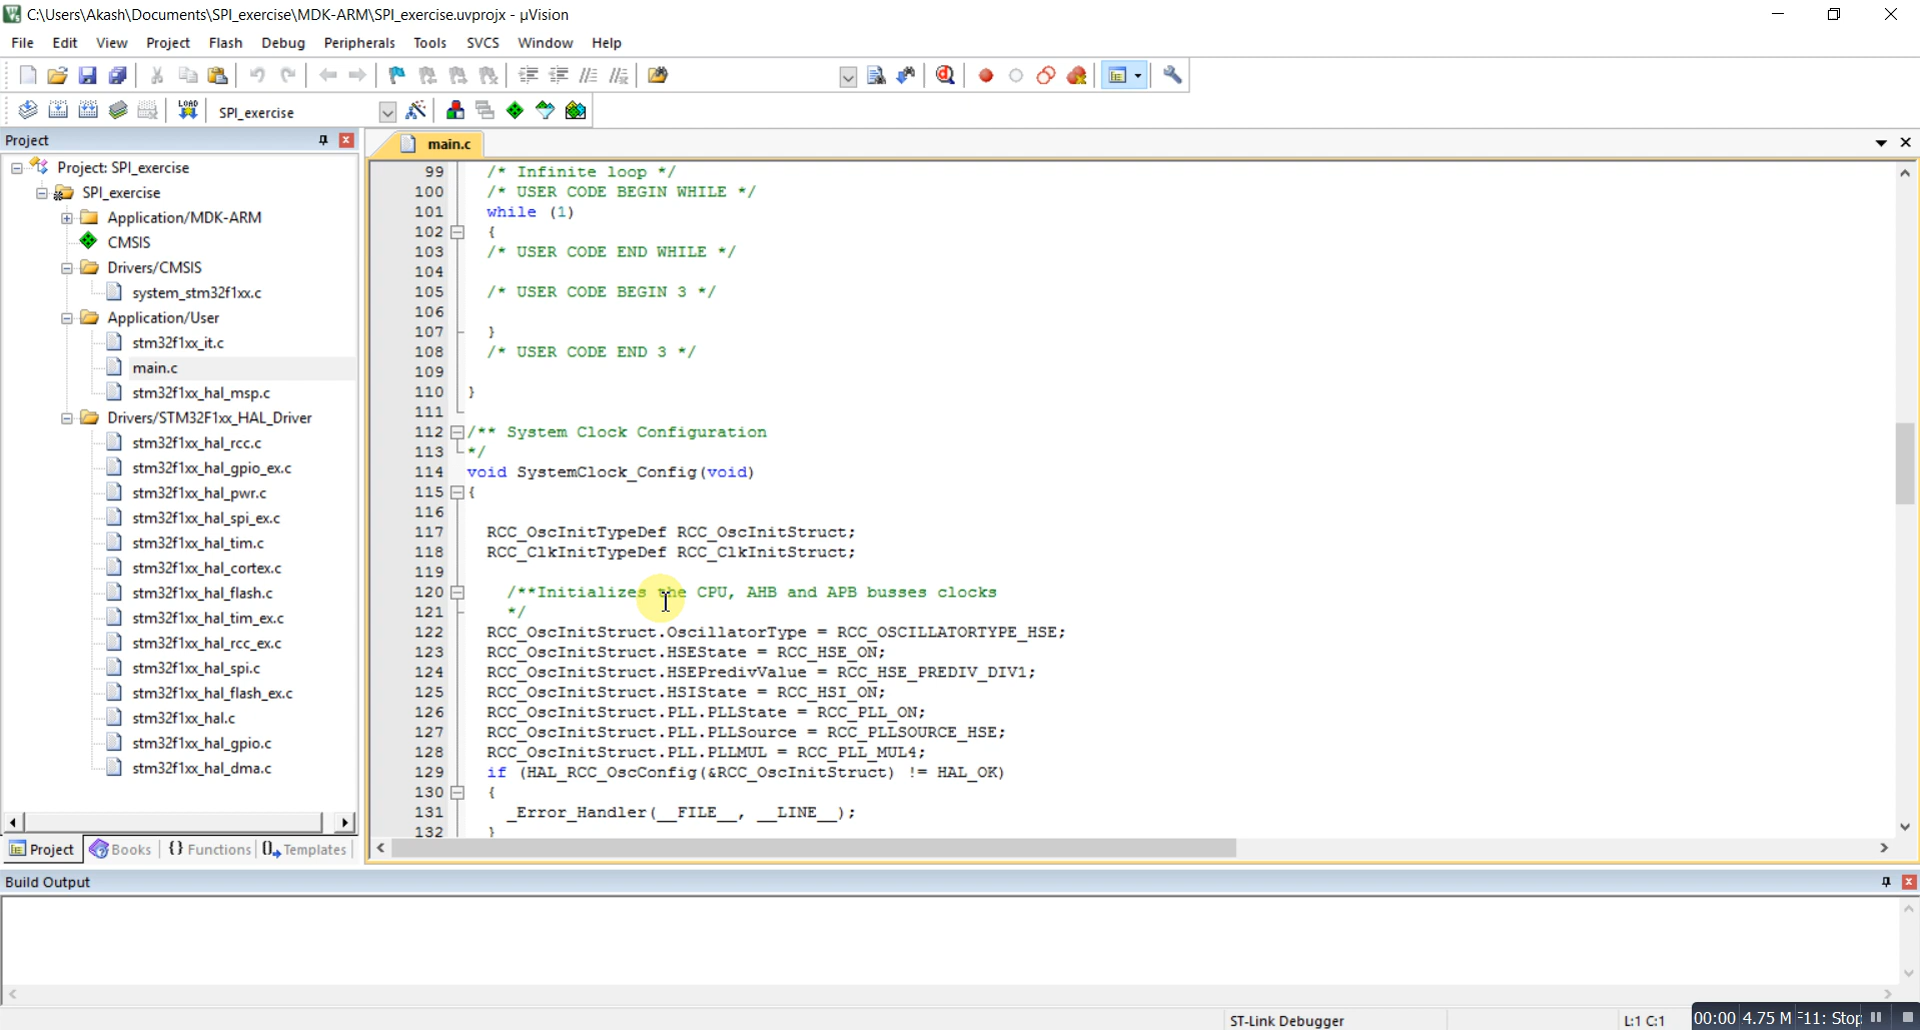 C:\Users\Akash\Documents\SPI_exercise\MDK-ARM\SPI_exercise.uvprojx - µVision
File Edit View Project Flash Debug Peripherals Tools SVCS Window Help
LOAD
SPI_exercise
Project
main.c
Project: SPI_exercise
SPI_exercise
Application/MDK-ARM
CMSIS
Drivers/CMSIS
system_stm32f1xx.c
Application/User
stm32f1xx_it.c
main.c
stm32f1xx_hal_msp.c
Drivers/STM32F1xx_HAL_Driver
stm32f1xx_hal_rcc.c
stm32f1xx_hal_gpio_ex.c
stm32f1xx_hal_pwr.c
stm32f1xx_hal_spi_ex.c
stm32f1xx_hal_tim.c
stm32f1xx_hal_cortex.c
stm32f1xx_hal_flash.c
stm32f1xx_hal_tim_ex.c
stm32f1xx_hal_rcc_ex.c
stm32f1xx_hal_spi.c
stm32f1xx_hal_flash_ex.c
stm32f1xx_hal.c
stm32f1xx_hal_gpio.c
stm32f1xx_hal_dma.c
Project Books {} Functions Templates
99 /* Infinite loop */
100 /* USER CODE BEGIN WHILE */
101 while (1)
102 {
103 /* USER CODE END WHILE */
104
105 /* USER CODE BEGIN 3 */
106
107 }
108 /* USER CODE END 3 */
109
110 }
111
112 /** System Clock Configuration
113 */
114 void SystemClock_Config(void)
115 {
116
117 RCC_OscInitTypeDef RCC_OscInitStruct;
118 RCC_ClkInitTypeDef RCC_ClkInitStruct;
119
120 /**Initializes the CPU, AHB and APB busses clocks
121 */
122 RCC_OscInitStruct.OscillatorType = RCC_OSCILLATORTYPE_HSE;
123 RCC_OscInitStruct.HSEState = RCC_HSE_ON;
124 RCC_OscInitStruct.HSEPredivValue = RCC_HSE_PREDIV_DIV1;
125 RCC_OscInitStruct.HSIState = RCC_HSI_ON;
126 RCC_OscInitStruct.PLL.PLLState = RCC_PLL_ON;
127 RCC_OscInitStruct.PLL.PLLSource = RCC_PLLSOURCE_HSE;
128 RCC_OscInitStruct.PLL.PLLMUL = RCC_PLL_MUL4;
129 if (HAL_RCC_OscConfig(&RCC_OscInitStruct) != HAL_OK)
130 {
131 _Error_Handler(__FILE__, __LINE__);
132 }
Build Output
ST-Link Debugger L:1 C:1 00:00 4.75 M F11: Stop